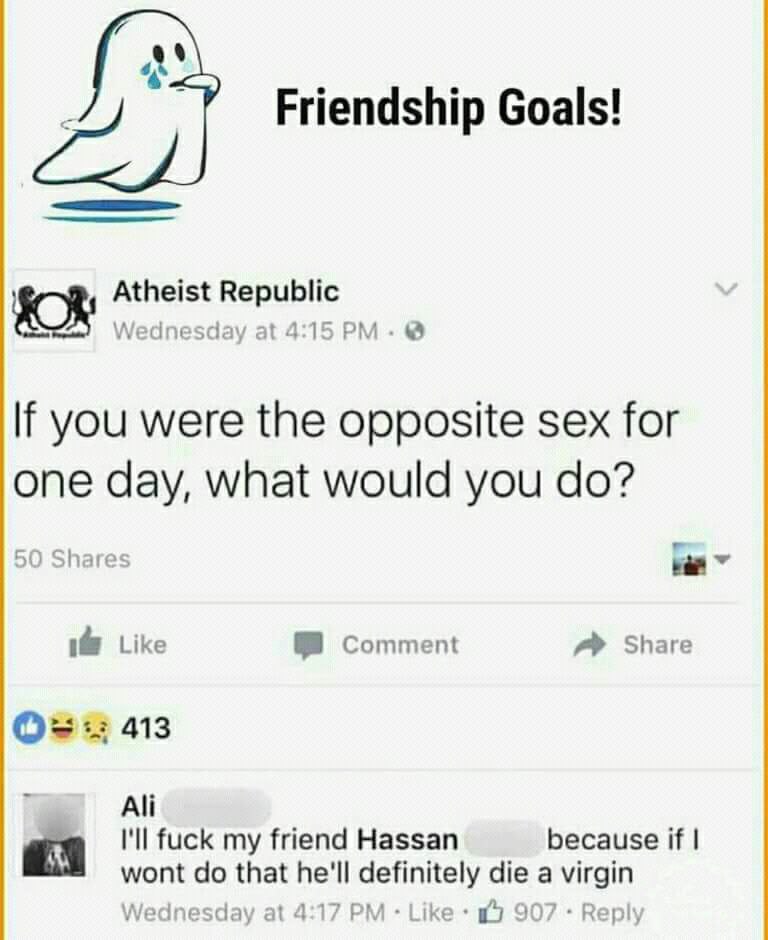 Friendship Goals!
Atheist Republic
Wednesday at 4:15 PM ·
If you were the opposite sex for
one day, what would you do?
50 Shares
Like Comment Share
413
Ali
I'll fuck my friend Hassan because if I
wont do that he'll definitely die a virgin
Wednesday at 4:17 PM · Like · 907 · Reply